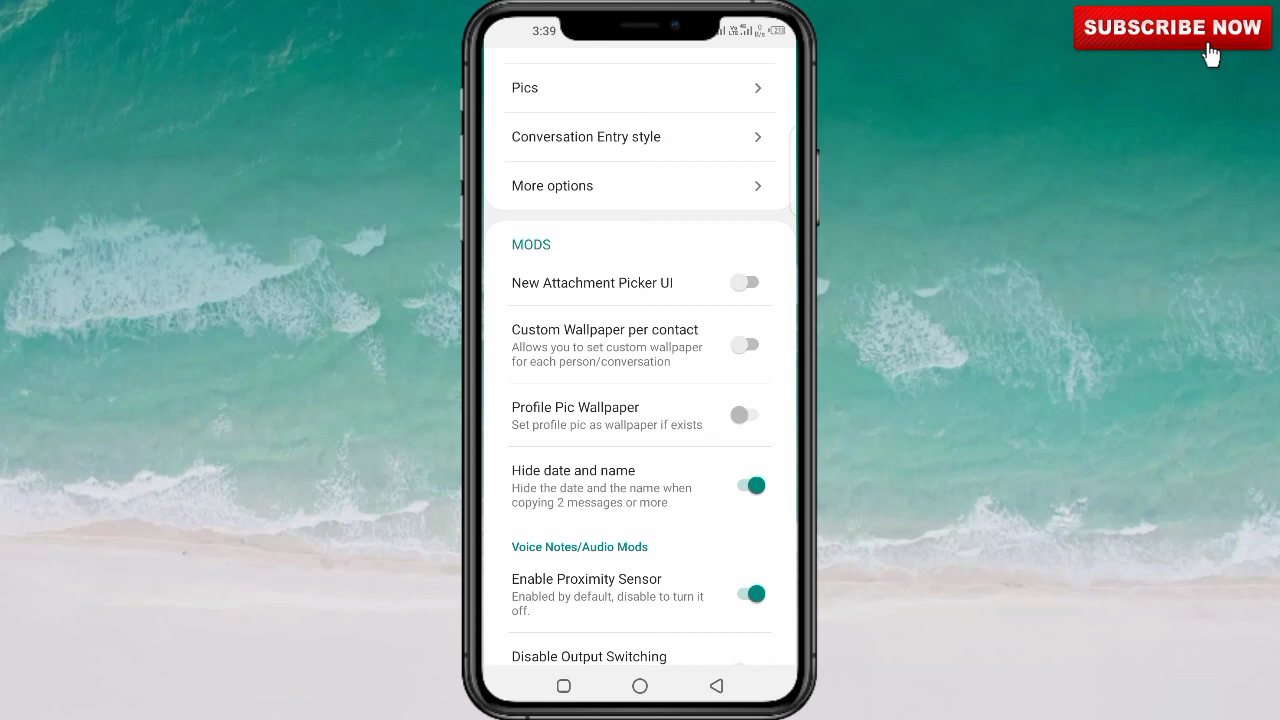 SUBSCRIBE NOW
3:39
Pics
Conversation Entry style
More options
MODS
New Attachment Picker UI
Custom Wallpaper per contact
Allows you to set custom wallpaper
for each person/conversation
Profile Pic Wallpaper
Set profile pic as wallpaper if exists
Hide date and name
Hide the date and the name when
copying 2 messages or more
Voice Notes/Audio Mods
Enable Proximity Sensor
Enabled by default, disable to turn it
off.
Disable Output Switching